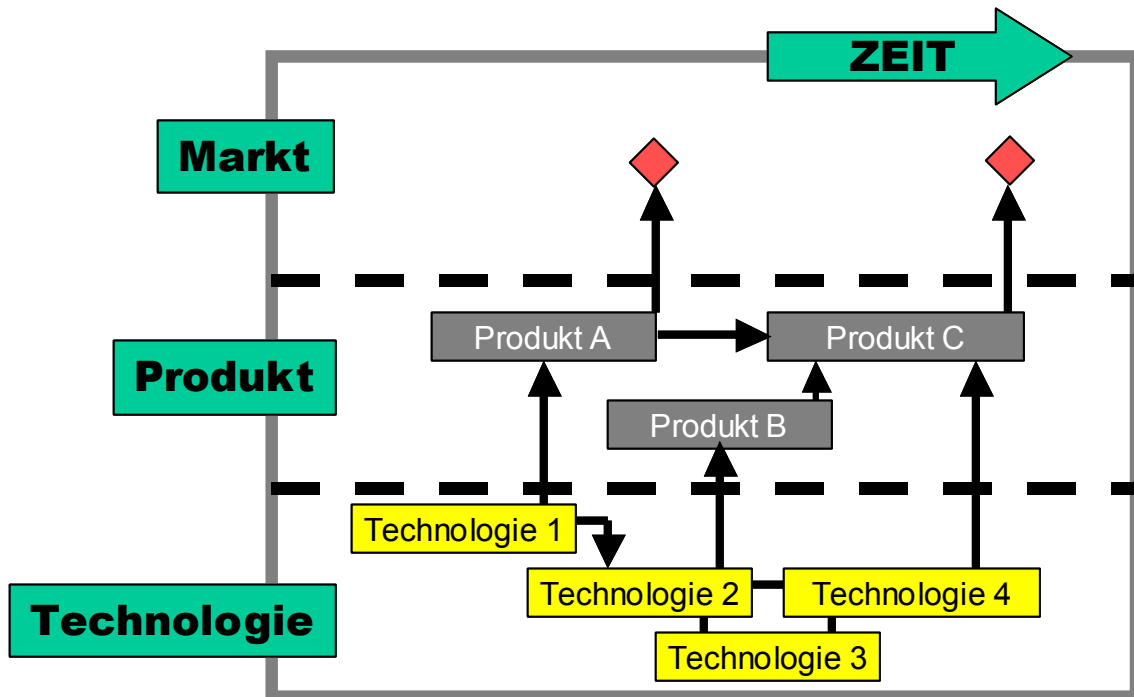 ZEIT
Markt
Produkt A
Produkt C
Produkt
Produkt B
Technologie 1
Technologie 2
Technologie 4
Technologie
Technologie 3